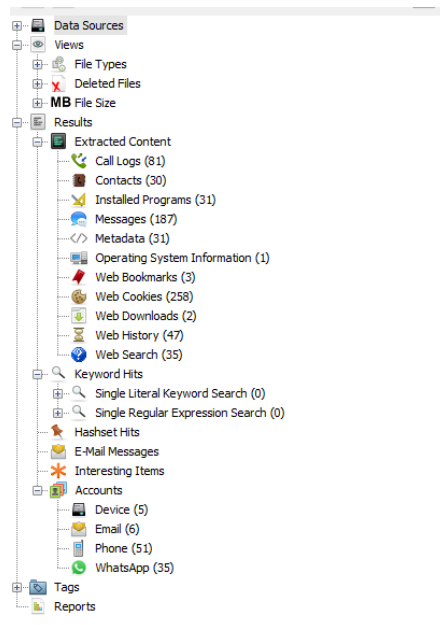 Data Sources
Views
File Types
Deleted Files
MB File Size
Results
Extracted Content
Call Logs (81)
Contacts (30)
Installed Programs (31)
Messages (187)
Metadata (31)
Operating System Information (1)
Web Bookmarks (3)
Web Cookies (258)
Web Downloads (2)
Web History (47)
Web Search (35)
Keyword Hits
Single Literal Keyword Search (0)
Single Regular Expression Search (0)
Hashset Hits
E-Mail Messages
Interesting Items
Accounts
Device (5)
Email (6)
Phone (51)
WhatsApp (35)
Tags
Reports